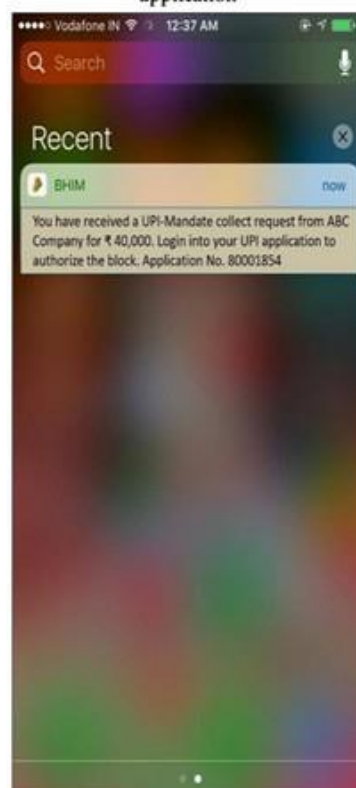 application
Vodafone IN 12:37 AM
Search
Recent
BHIM now
You have received a UPI-Mandate collect request from ABC
Company for ₹ 40,000. Login into your UPI application to
authorize the block. Application No. 80001854